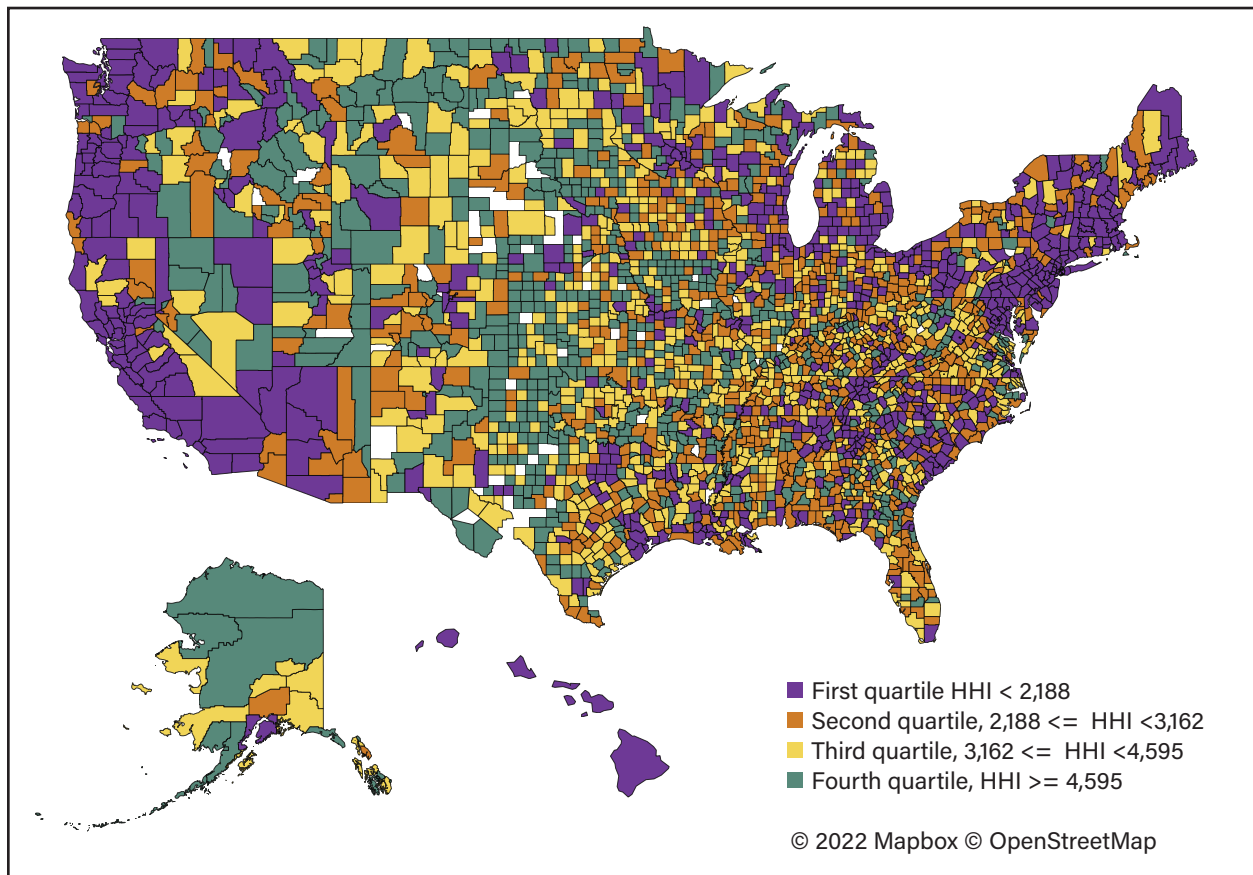 First quartile HHI < 2,188
Second quartile, 2,188 <= HHI <3,162
Third quartile, 3,162 <= HHI <4,595
Fourth quartile, HHI >= 4,595
© 2022 Mapbox © OpenStreetMap